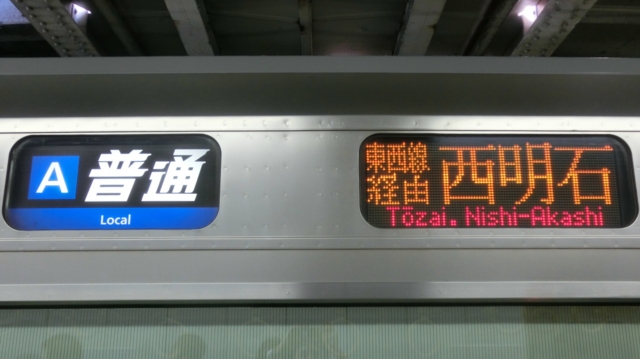 A 普通
Local
東西線
経由 西明石
Tōzai. Nishi-Akashi